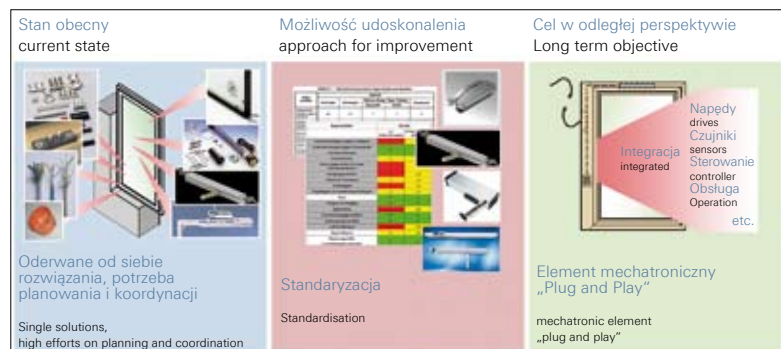 Stan obecny
current state
Oderwane od siebie
rozwiązania, potrzeba
planowania i koordynacji
Single solutions,
high efforts on planning and coordination
Możliwość udoskonalenia
approach for improvement
Standaryzacja
Standardisation
Cel w odległej perspektywie
Long term objective
Integracja
integrated
Napędy
drives
Czujniki
sensors
Sterowanie
controller
Obsługa
Operation
etc.
Element mechatroniczny
„Plug and Play“
mechatronic element
„plug and play”